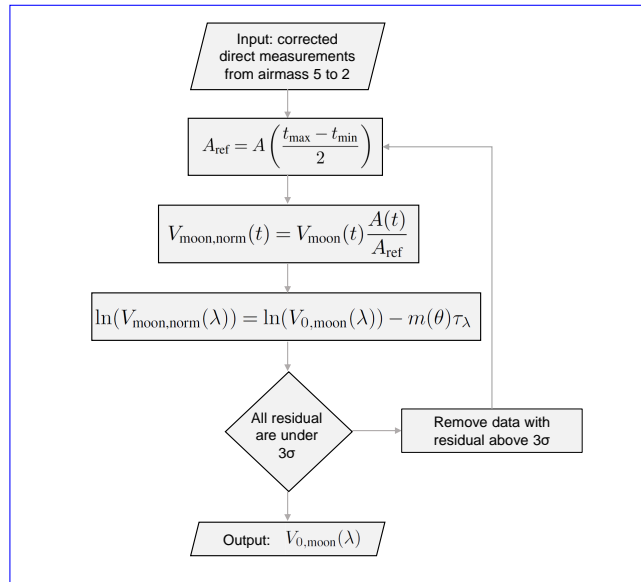 Input: corrected
direct measurements
from airmass 5 to 2
A_ref = A((t_max − t_min)/2)
V_moon,norm(t) = V_moon(t) A(t)/A_ref
ln(V_moon,norm(λ)) = ln(V_0,moon(λ)) − m(θ)τ_λ
All residual
are under
3σ
Remove data with
residual above 3σ
Output: V_0,moon(λ)